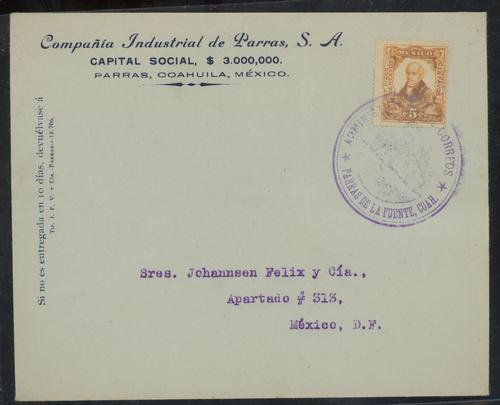 Compañía Industrial de Parras, S. A.
CAPITAL SOCIAL, $ 3.000,000.
PARRAS, COAHUILA, MÉXICO.
Si no es entregada en 10 días, devuélvase á
MEXICO
5
CORREOS
PARRAS DE LA FUENTE, COAH.
Sres. Johannsen Felix y Cía.,
Apartado # 313,
México, D.F.